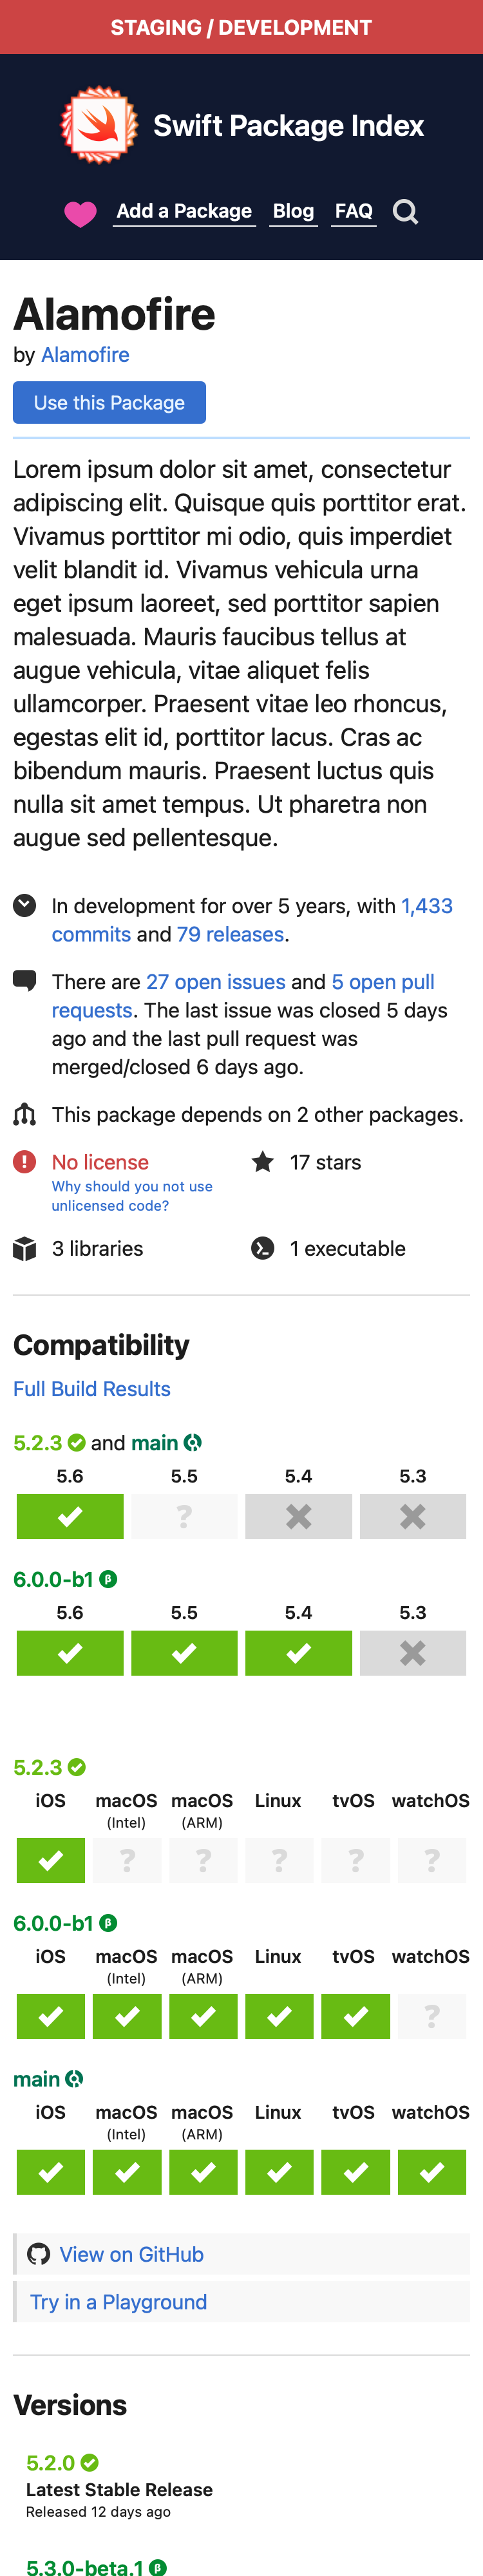 STAGING / DEVELOPMENT
Swift Package Index
Add a Package Blog FAQ
Alamofire
by Alamofire
Use this Package
Lorem ipsum dolor sit amet, consectetur
adipiscing elit. Quisque quis porttitor erat.
Vivamus porttitor mi odio, quis imperdiet
velit blandit id. Vivamus vehicula urna
eget ipsum laoreet, sed porttitor sapien
malesuada. Mauris faucibus tellus at
augue vehicula, vitae aliquet felis
ullamcorper. Praesent vitae leo rhoncus,
egestas elit id, porttitor lacus. Cras ac
bibendum mauris. Praesent luctus quis
nulla sit amet tempus. Ut pharetra non
augue sed pellentesque.
In development for over 5 years, with 1,433
commits and 79 releases.
There are 27 open issues and 5 open pull
requests. The last issue was closed 5 days
ago and the last pull request was
merged/closed 6 days ago.
This package depends on 2 other packages.
No license 17 stars
Why should you not use
unlicensed code?
3 libraries 1 executable
Compatibility
Full Build Results
5.2.3 and main
5.6 5.5 5.4 5.3
?
6.0.0-b1 β
5.6 5.5 5.4 5.3
5.2.3
iOS macOS macOS Linux tvOS watchOS
(Intel) (ARM)
? ? ? ? ?
6.0.0-b1 β
iOS macOS macOS Linux tvOS watchOS
(Intel) (ARM)
?
main
iOS macOS macOS Linux tvOS watchOS
(Intel) (ARM)
View on GitHub
Try in a Playground
Versions
5.2.0
Latest Stable Release
Released 12 days ago
5.3.0-beta.1 β